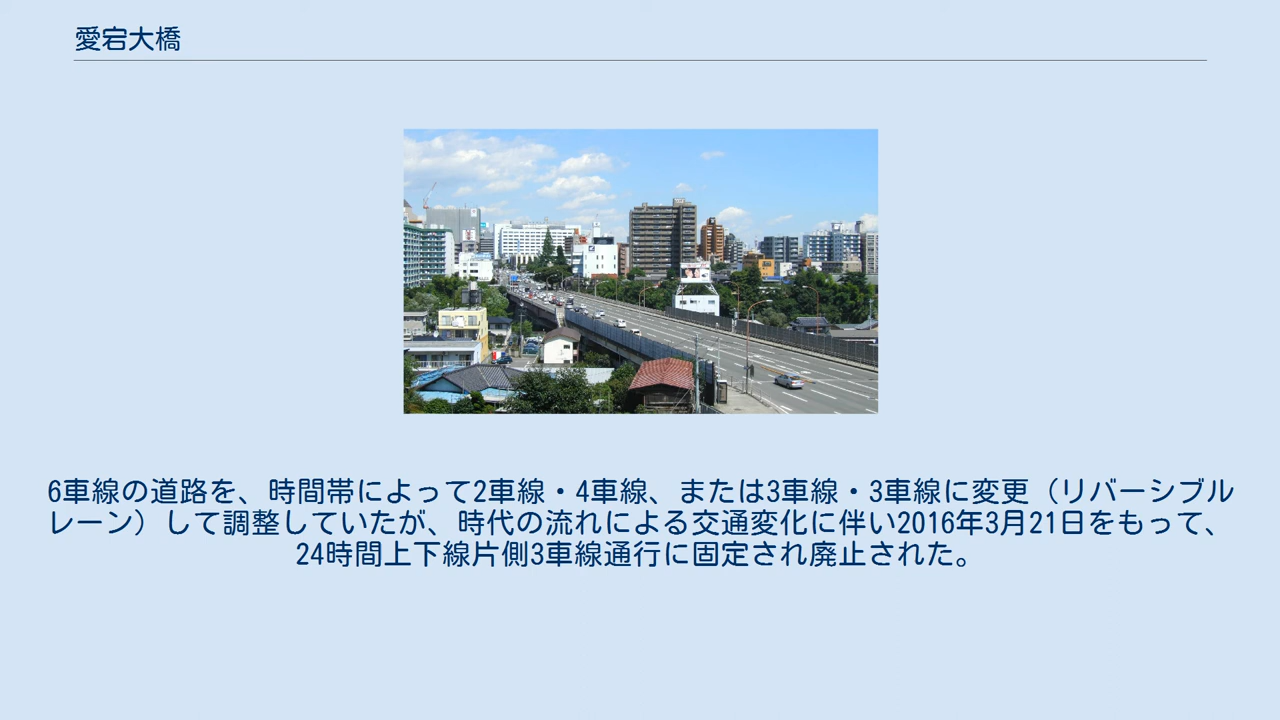 愛宕大橋
6車線の道路を、時間帯によって2車線・4車線、または3車線・3車線に変更（リバーシブル
レーン）して調整していたが、時代の流れによる交通変化に伴い2016年3月21日をもって、
24時間上下線片側3車線通行に固定され廃止された。